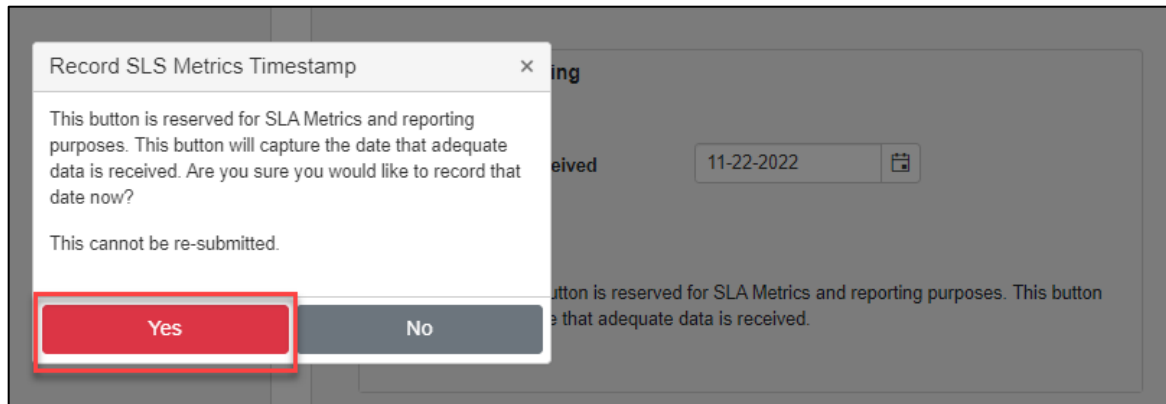 Record SLS Metrics Timestamp ×
This button is reserved for SLA Metrics and reporting
purposes. This button will capture the date that adequate
data is received. Are you sure you would like to record that
date now?
This cannot be re-submitted.
Yes
No
11-22-2022
is reserved for SLA Metrics and reporting purposes. This button
that adequate data is received.